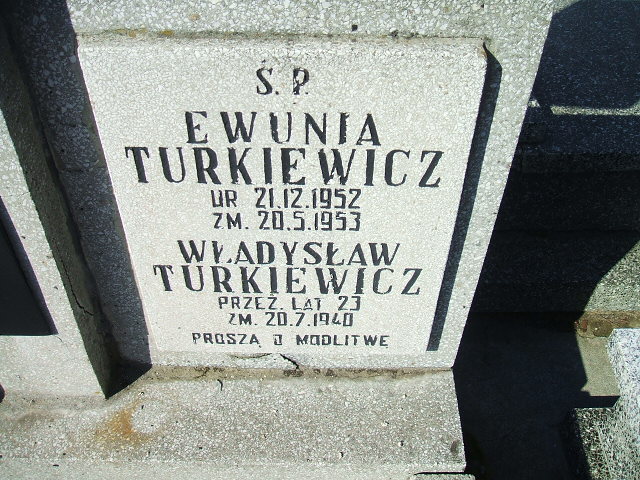 Ś. P.
EWUNIA
TURKIEWICZ
UR 21.12.1952
ZM. 20.5.1953
WŁADYSŁAW
TURKIEWICZ
PRZEŻ. LAT 23
ZM. 20.7.1940
PROSZĄ O MODLITWĘ